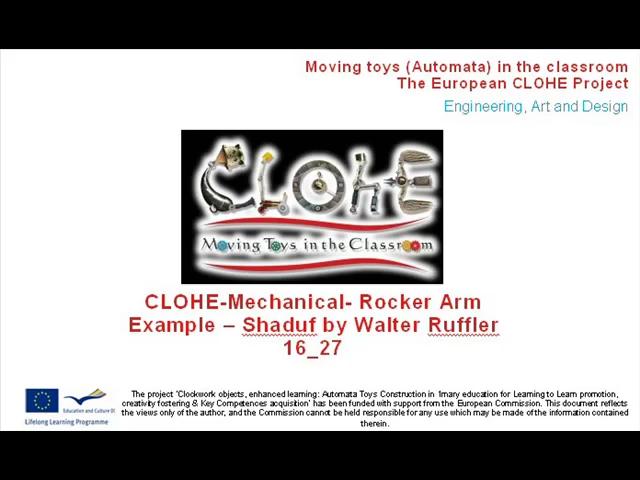 Moving toys (Automata) in the classroom
The European CLOHE Project
Engineering, Art and Design
CLOHE
Moving Toys in the Classroom
CLOHE-Mechanical- Rocker Arm
Example – Shaduf by Walter Ruffler
16_27
Education and Culture DG
Lifelong Learning Programme
The project 'Clockwork objects, enhanced learning: Automata Toys Construction in 'Imary education for Learning to Learn promotion,
creativity fostering & Key Competences acquisition' has been funded with support from the European Commission. This document reflects
the views only of the author, and the Commission cannot be held responsible for any use which may be made of the information contained
therein.